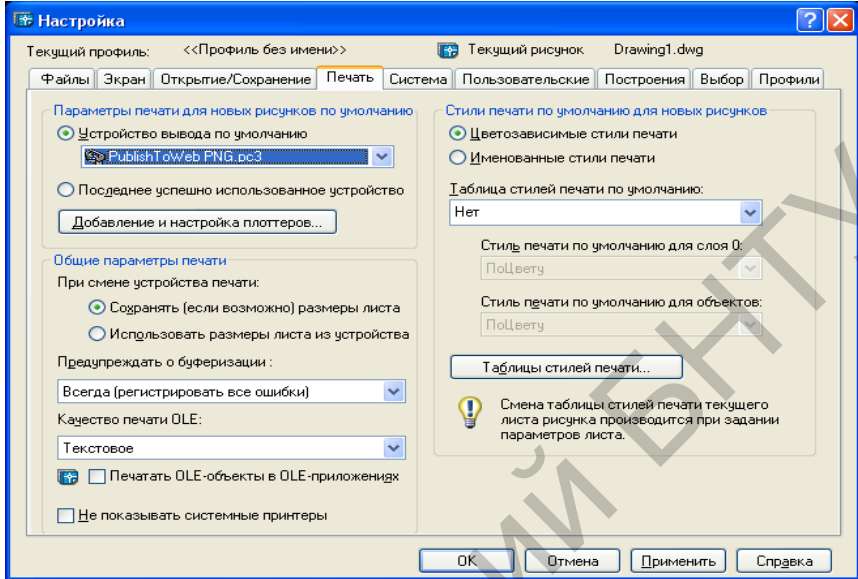 Настройка
Текущий профиль: <<Профиль без имени>> Текущий рисунок Drawing1.dwg
Файлы Экран Открытие/Сохранение Печать Система Пользовательские Построения Выбор Профили
Параметры печати для новых рисунков по умолчанию
Устройство вывода по умолчанию
PublishToWeb PNG.pc3
Последнее успешно использованное устройство
Добавление и настройка плоттеров...
Общие параметры печати
При смене устройства печати:
Сохранять (если возможно) размеры листа
Использовать размеры листа из устройства
Предупреждать о буферизации :
Всегда (регистрировать все ошибки)
Качество печати OLE:
Текстовое
Печатать OLE-объекты в OLE-приложениях
Не показывать системные принтеры
Стили печати по умолчанию для новых рисунков
Цветозависимые стили печати
Именованные стили печати
Таблица стилей печати по умолчанию:
Нет
Стиль печати по умолчанию для слоя 0:
ПоЦвету
Стиль печати по умолчанию для объектов:
ПоЦвету
Таблицы стилей печати...
Смена таблицы стилей печати текущего
листа рисунка производится при задании
параметров листа.
OK Отмена Применить Справка
ИЙ БНТУ